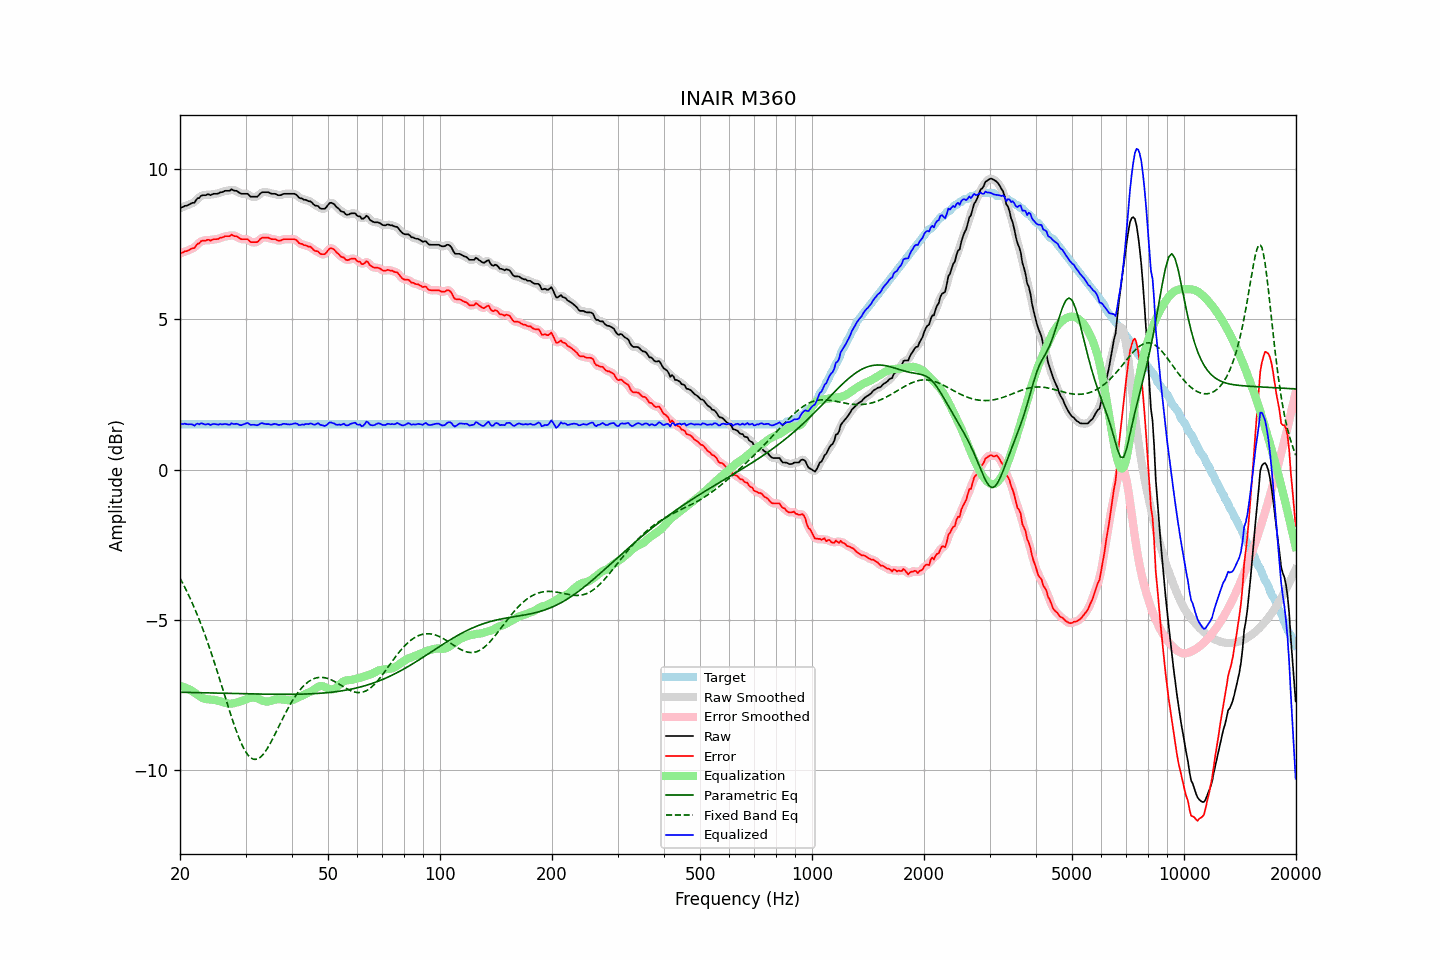 INAIR M360
Amplitude (dBr)
10
5
0
−5
−10
Target
Raw Smoothed
Error Smoothed
Raw
Error
Equalization
Parametric Eq
Fixed Band Eq
Equalized
20 50 100 200 500 1000 2000 5000 10000 20000
Frequency (Hz)